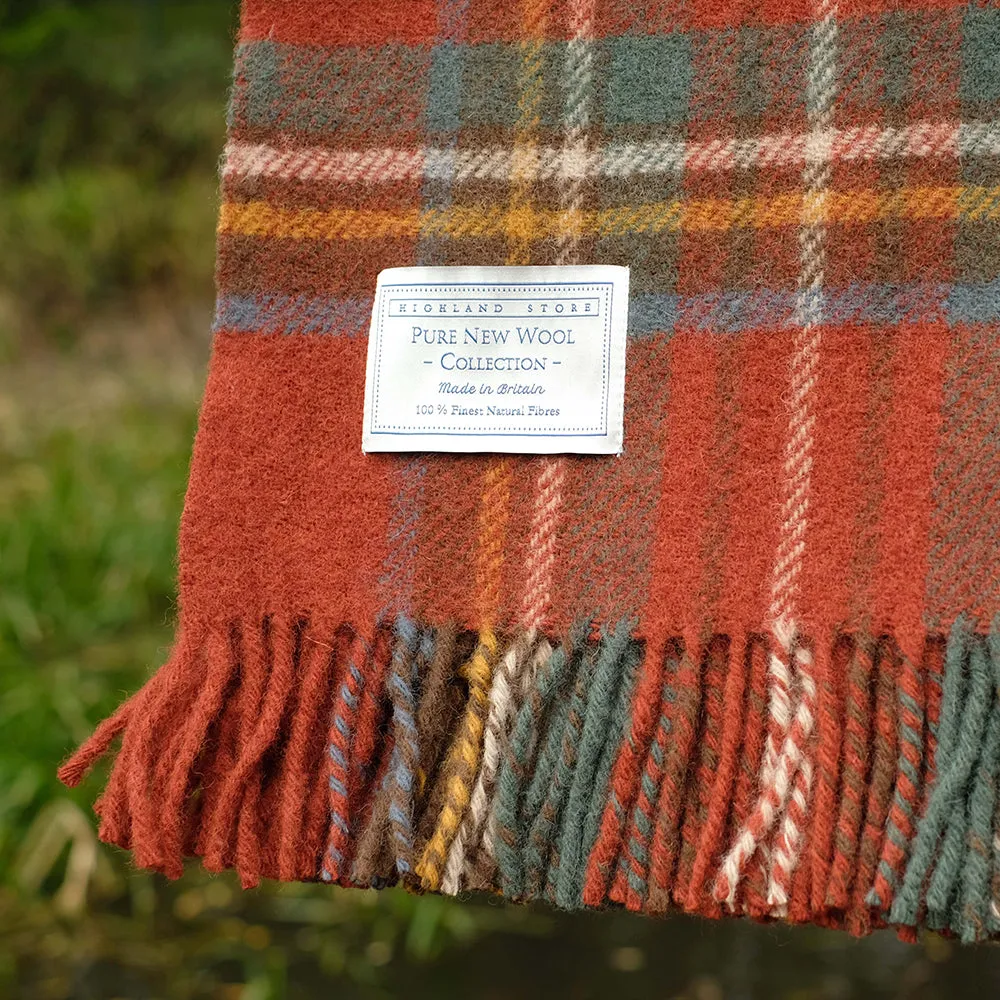 HIGHLAND STORE
PURE NEW WOOL
- COLLECTION -
Made in Britain
100 % Finest Natural Fibres